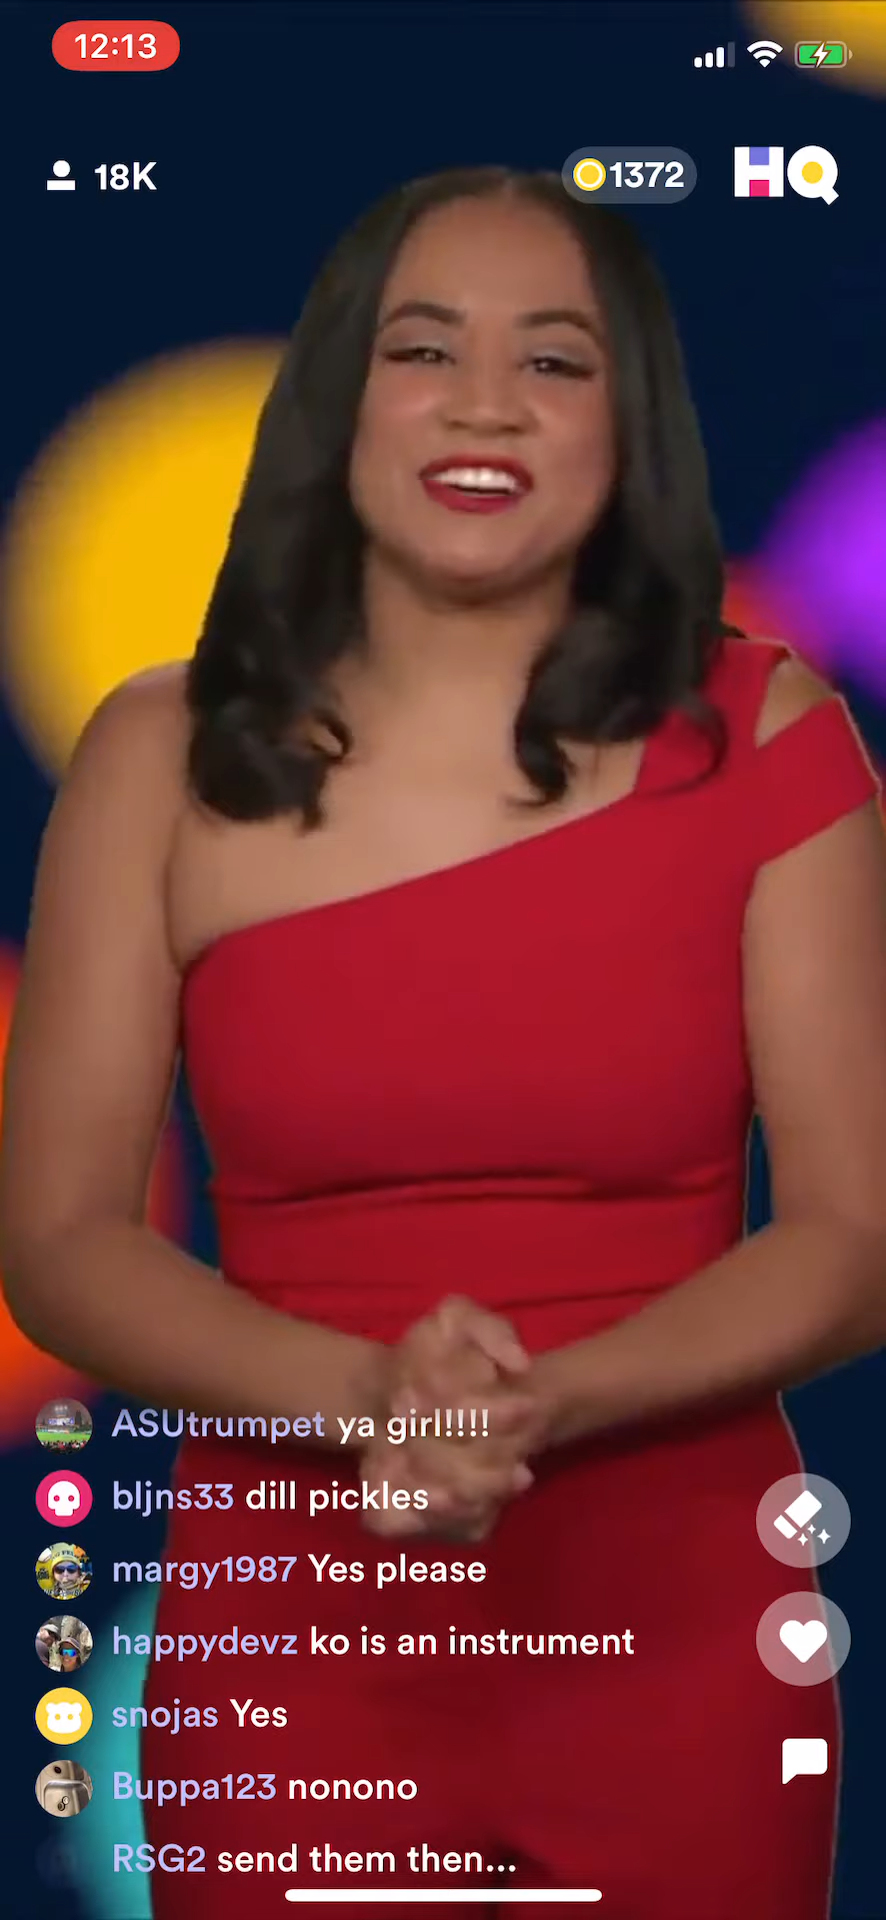 12:13
18K
1372
HQ
ASUtrumpet ya girl!!!!
bljns33 dill pickles
margy1987 Yes please
happydevz ko is an instrument
snojas Yes
Buppa123 nonono
RSG2 send them then...